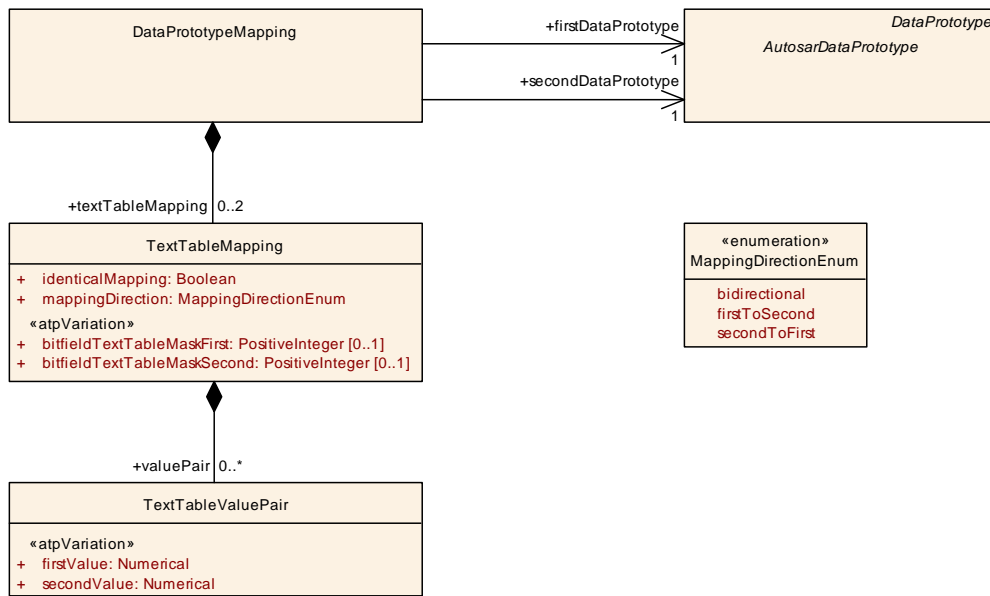 DataPrototypeMapping
+firstDataPrototype
1
+secondDataPrototype
1
DataPrototype
AutosarDataPrototype
+textTableMapping 0..2
TextTableMapping
+ identicalMapping: Boolean
+ mappingDirection: MappingDirectionEnum
«atpVariation»
+ bitfieldTextTableMaskFirst: PositiveInteger [0..1]
+ bitfieldTextTableMaskSecond: PositiveInteger [0..1]
«enumeration»
MappingDirectionEnum
bidirectional
firstToSecond
secondToFirst
+valuePair 0..*
TextTableValuePair
«atpVariation»
+ firstValue: Numerical
+ secondValue: Numerical